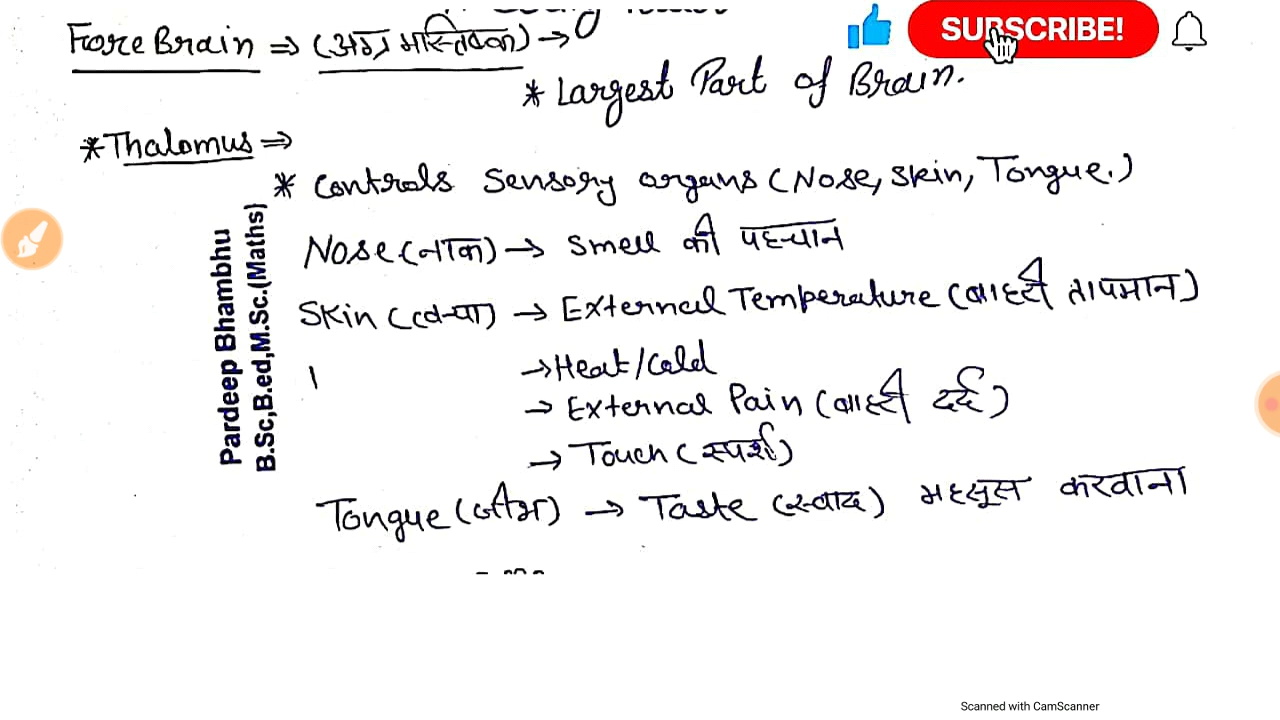 Fore Brain ⇒ (अग्र मस्तिष्क) →
SUBSCRIBE!
* Largest Part of Brain.
* Thalomus ⇒
* Controls Sensory organs (Nose, Skin, Tongue.)
Nose (नाक) → Smell की पहचान
Skin (त्वचा) → External Temperature (बाहरी तापमान)
→ Heat/Cold
→ External Pain (बाहरी दर्द)
→ Touch (स्पर्श)
Tongue (जीभ) → Taste (स्वाद) महसूस करवाना
Pardeep Bhambhu
B.Sc,B.ed,M.Sc.(Maths)
Scanned with CamScanner